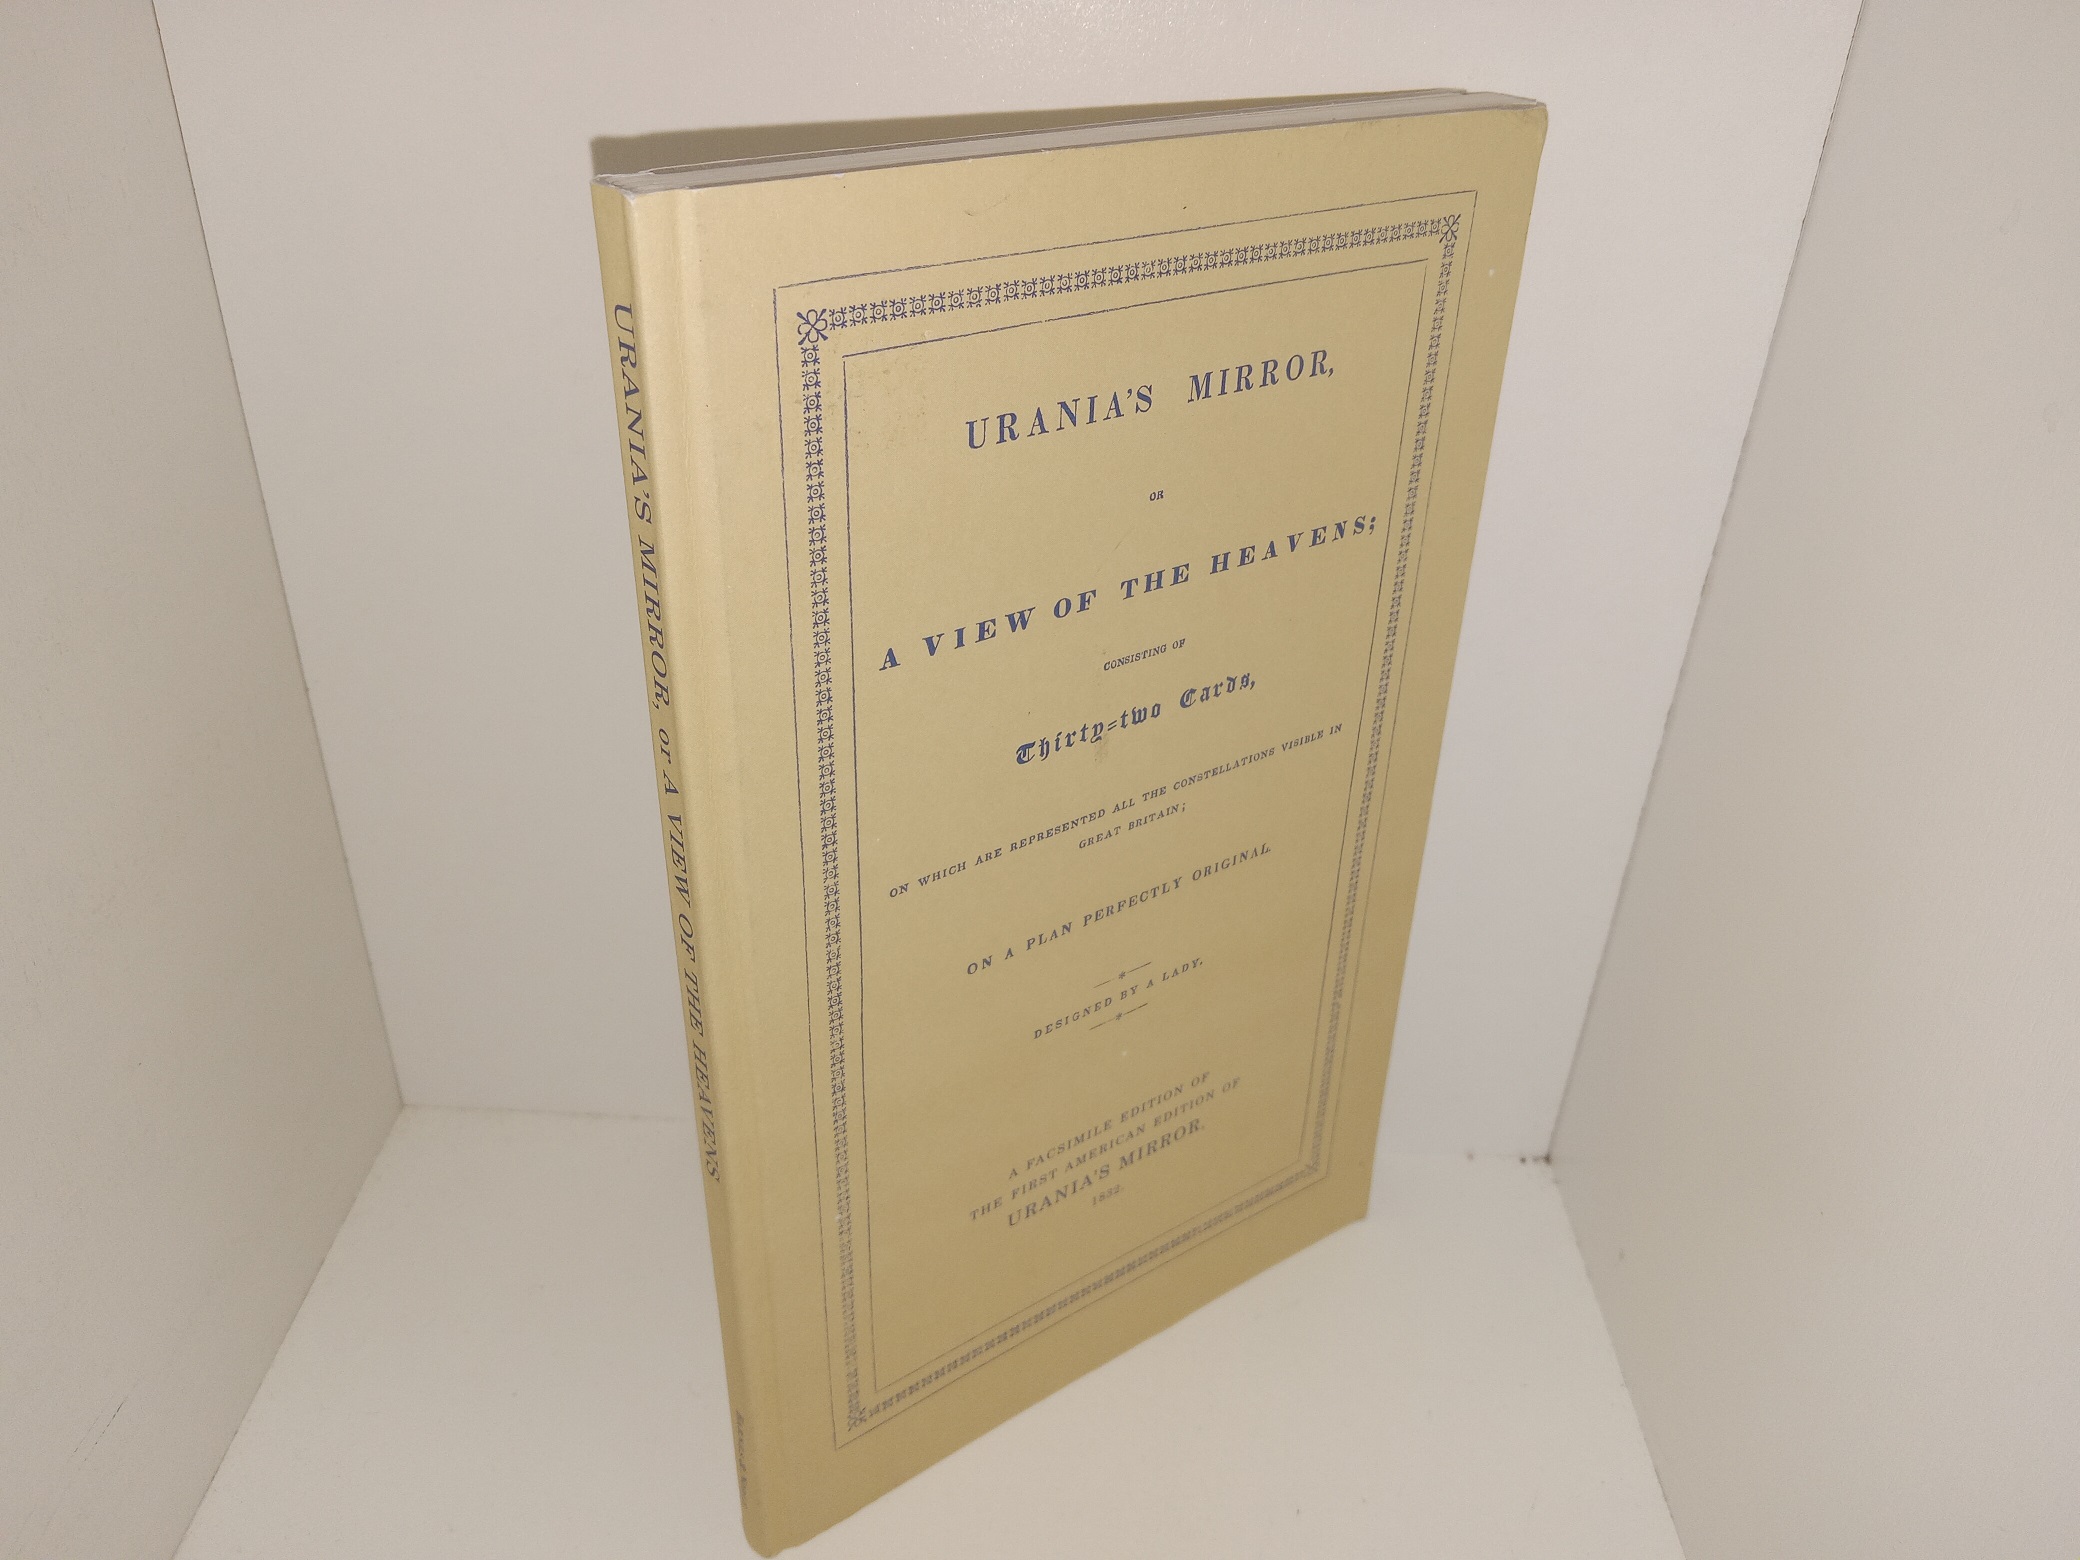 URANIA'S MIRROR, or A VIEW OF THE HEAVENS
URANIA'S MIRROR,
OR
A VIEW OF THE HEAVENS;
CONSISTING OF
Thirty=two Cards,
ON WHICH ARE REPRESENTED ALL THE CONSTELLATIONS VISIBLE IN
GREAT BRITAIN;
ON A PLAN PERFECTLY ORIGINAL
DESIGNED BY A LADY.
A FACSIMILE EDITION OF
THE FIRST AMERICAN EDITION OF
URANIA'S MIRROR.
1832.